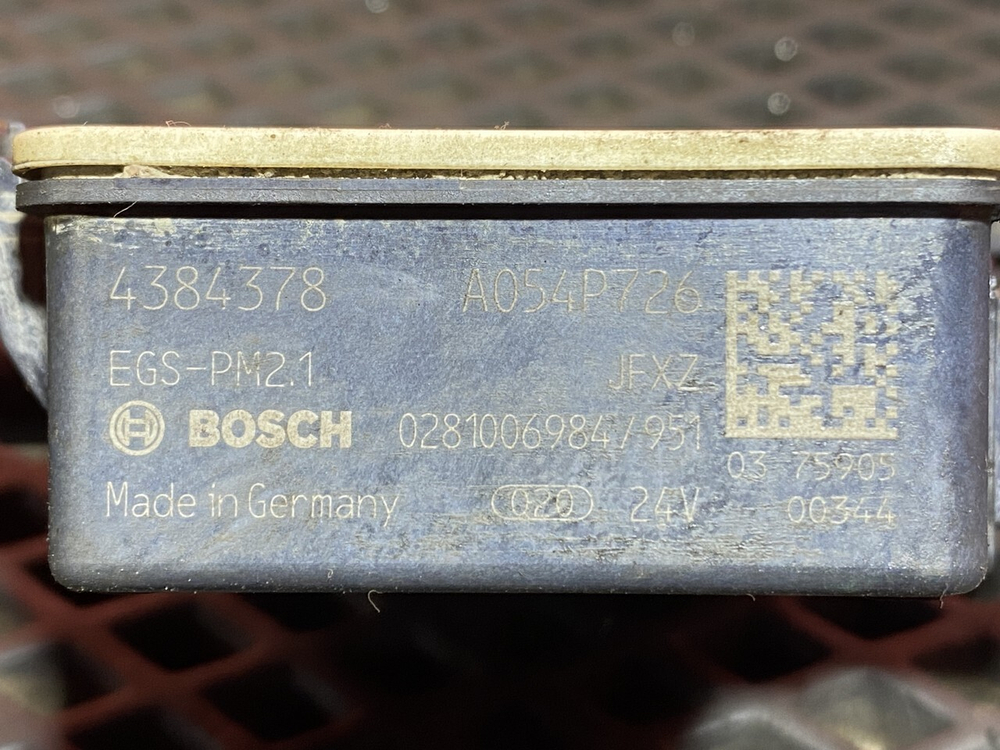 4384378 A054P726
EGS-PM2.1 JFXZ
BOSCH 0281006984/951
03 75905
Made in Germany 020 24V 00344